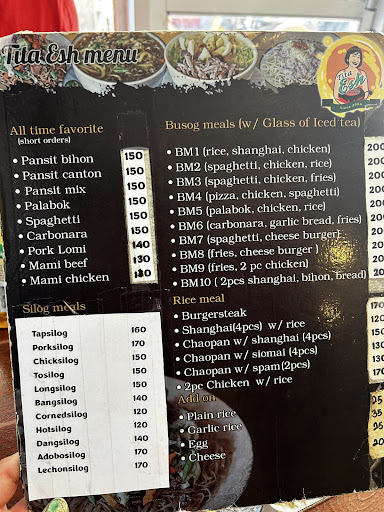 Tita Esh menu
Tita
Esh
All time favorite
(short orders)
• Pansit bihon 150
• Pansit canton 150
• Pansit mix 150
• Palabok 150
• Spaghetti 150
• Carbonara 150
• Pork Lomi 140
• Mami beef 130
• Mami chicken
Silog meals
Tapsilog 160
Porksilog 170
Chicksilog 150
Tosilog 150
Longsilog 150
Bangsilog 140
Cornedsilog 120
Hotsilog 120
Dangsilog 140
Adobosilog 170
Lechonsilog 170
Busog meals (w/ Glass of Iced tea)
• BM1 (rice, shanghai, chicken) 200
• BM2 (spaghetti, chicken, rice)
• BM3 (spaghetti, chicken, fries)
• BM4 (pizza, chicken, spaghetti)
• BM5 (palabok, chicken, rice)
• BM6 (carbonara, garlic bread, fries)
• BM7 (spaghetti, cheese burger)
• BM8 (fries, cheese burger )
• BM9 (fries, 2 pc chicken)
• BM10 ( 2pcs shanghai, bihon, bread)
Rice meal
• Burgersteak 170
• Shanghai(4pcs) w/ rice 120
• Chaopan w/ shanghai (4pcs)
• Chaopan w/ siomai (4pcs)
• Chaopan w/ spam(2pcs)
• 2pc Chicken w/ rice
Add on
• Plain rice
• Garlic rice
• Egg
• Cheese